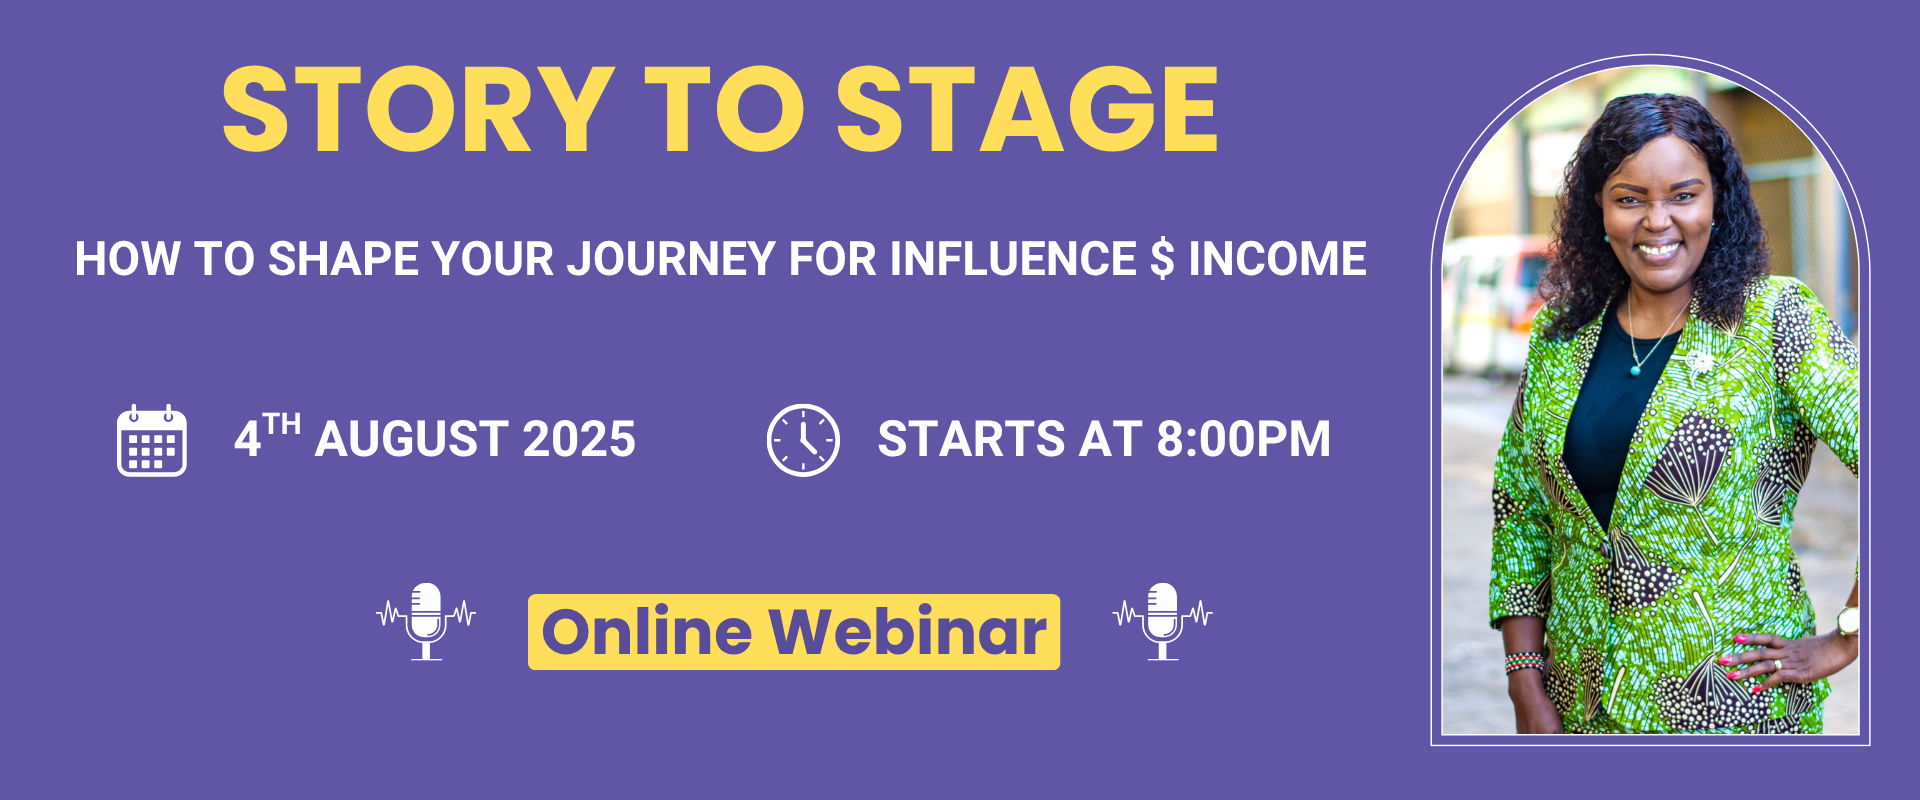 STORY TO STAGE
HOW TO SHAPE YOUR JOURNEY FOR INFLUENCE $ INCOME
4TH AUGUST 2025
STARTS AT 8:00PM
Online Webinar